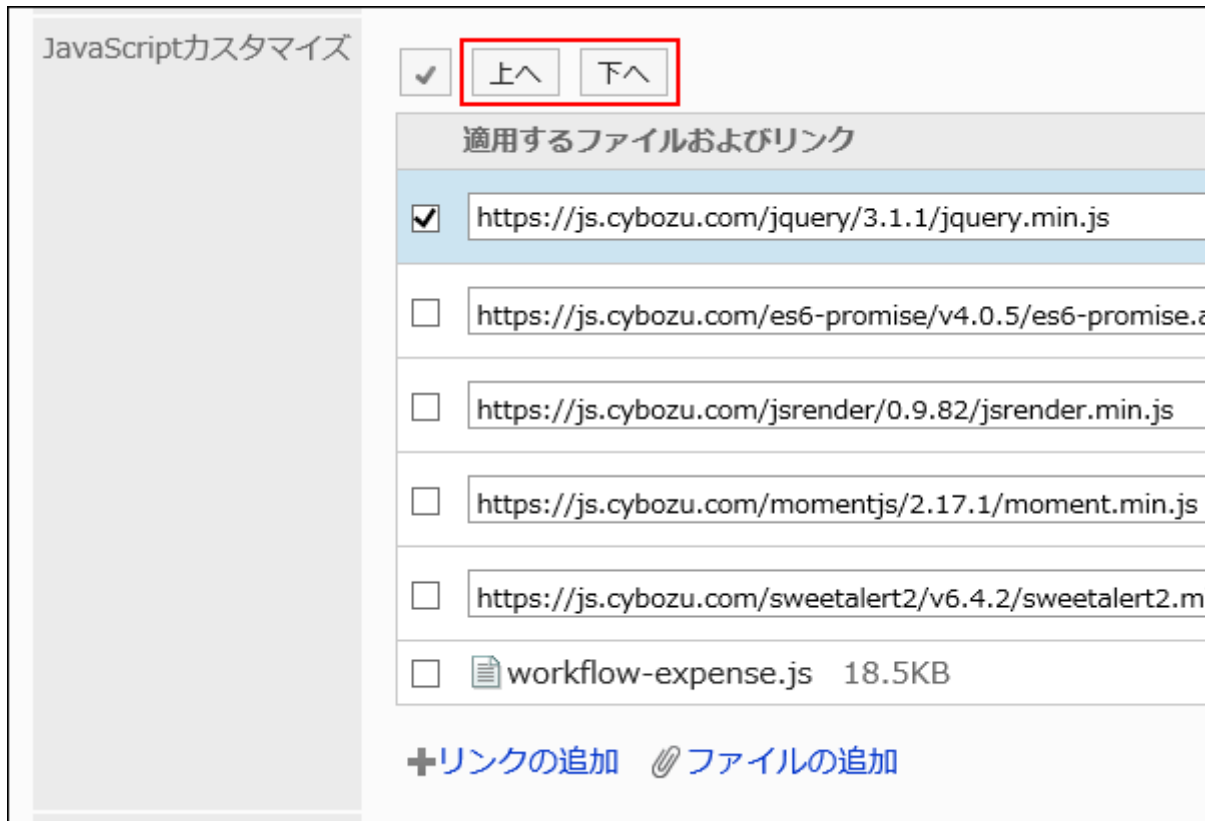 JavaScriptカスタマイズ
上へ 下へ
適用するファイルおよびリンク
https://js.cybozu.com/jquery/3.1.1/jquery.min.js
https://js.cybozu.com/es6-promise/v4.0.5/es6-promise.a
https://js.cybozu.com/jsrender/0.9.82/jsrender.min.js
https://js.cybozu.com/momentjs/2.17.1/moment.min.js
https://js.cybozu.com/sweetalert2/v6.4.2/sweetalert2.m
workflow-expense.js 18.5KB
リンクの追加 ファイルの追加